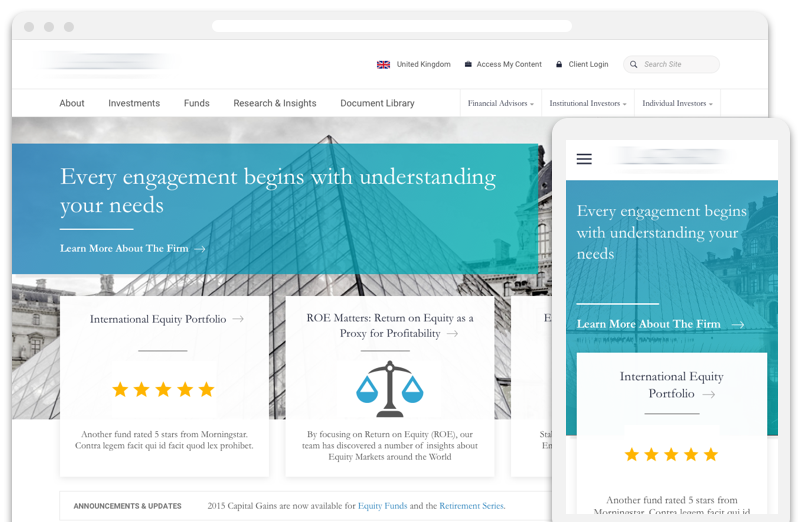 United Kingdom
Access My Content
Client Login
Search Site
About
Investments
Funds
Research & Insights
Document Library
Financial Advisors
Institutional Investors
Individual Investors
Every engagement begins with understanding
your needs
Learn More About The Firm
International Equity Portfolio
Another fund rated 5 stars from Morningstar.
Contra legem facit qui id facit quod lex prohibet.
ROE Matters: Return on Equity as a
Proxy for Profitability
By focusing on Return on Equity (ROE), our
team has discovered a number of insights about
Equity Markets around the World
ANNOUNCEMENTS & UPDATES
2015 Capital Gains are now available for Equity Funds and the Retirement Series.
Every engagement begins
with understanding your
needs
Learn More About The Firm
International Equity
Portfolio
Another fund rated 5 stars from
Morningstar. Contra legem facit qui id